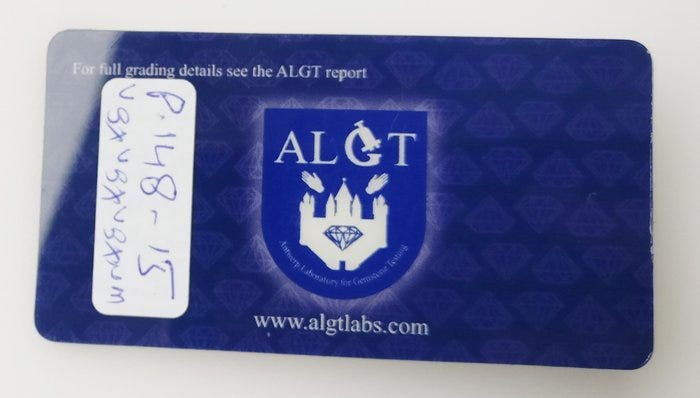 For full grading details see the ALGT report
ALGT
Antwerp Laboratory for Gemstone Testing
www.algtlabs.com
P.148-15